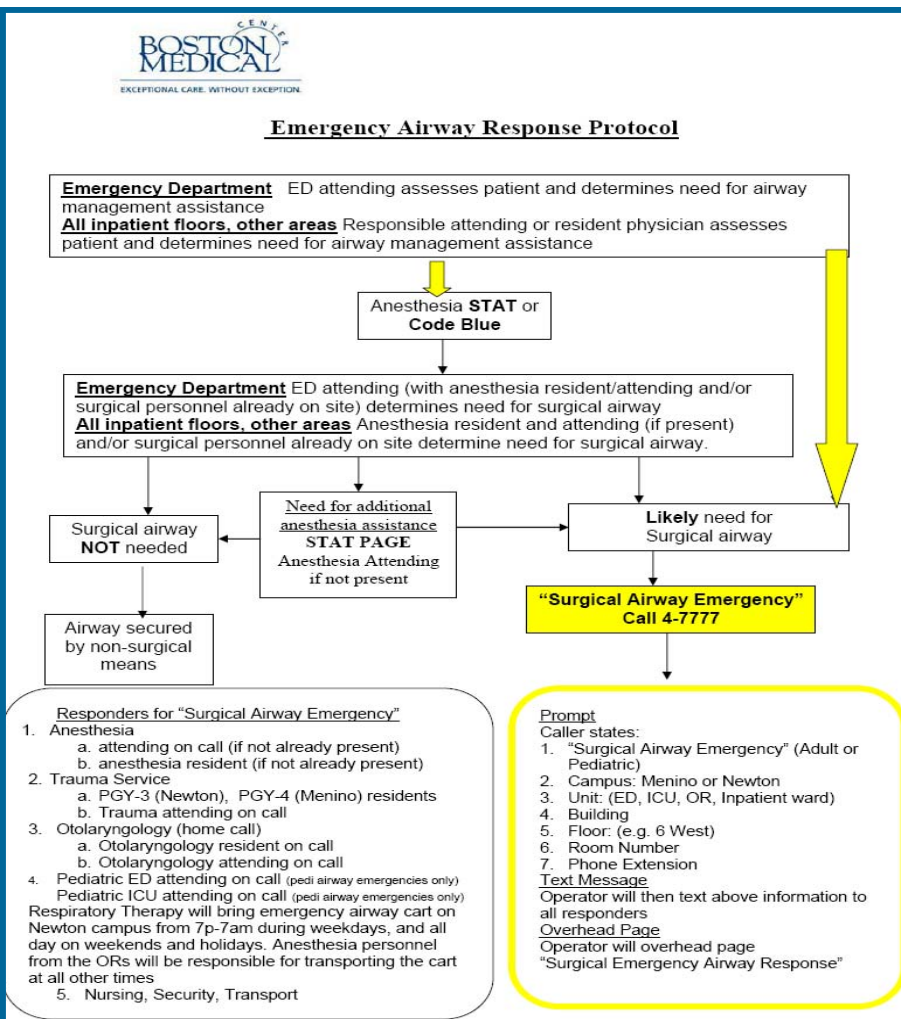 CENTER
BOSTON
MEDICAL
EXCEPTIONAL CARE. WITHOUT EXCEPTION.
Emergency Airway Response Protocol
Emergency Department ED attending assesses patient and determines need for airway
management assistance
All inpatient floors, other areas Responsible attending or resident physician assesses
patient and determines need for airway management assistance
Anesthesia STAT or
Code Blue
Emergency Department ED attending (with anesthesia resident/attending and/or
surgical personnel already on site) determines need for surgical airway
All inpatient floors, other areas Anesthesia resident and attending (if present)
and/or surgical personnel already on site determine need for surgical airway.
Surgical airway
NOT needed
Need for additional
anesthesia assistance
STAT PAGE
Anesthesia Attending
if not present
Likely need for
Surgical airway
"Surgical Airway Emergency"
Call 4-7777
Airway secured
by non-surgical
means
Responders for "Surgical Airway Emergency"
1. Anesthesia
a. attending on call (if not already present)
b. anesthesia resident (if not already present)
2. Trauma Service
a. PGY-3 (Newton), PGY-4 (Menino) residents
b. Trauma attending on call
3. Otolaryngology (home call)
a. Otolaryngology resident on call
b. Otolaryngology attending on call
4. Pediatric ED attending on call (pedi airway emergencies only)
Pediatric ICU attending on call (pedi airway emergencies only)
Respiratory Therapy will bring emergency airway cart on
Newton campus from 7p-7am during weekdays, and all
day on weekends and holidays. Anesthesia personnel
from the ORs will be responsible for transporting the cart
at all other times
5. Nursing, Security, Transport
Prompt
Caller states:
1. "Surgical Airway Emergency" (Adult or
Pediatric)
2. Campus: Menino or Newton
3. Unit: (ED, ICU, OR, Inpatient ward)
4. Building
5. Floor: (e.g. 6 West)
6. Room Number
7. Phone Extension
Text Message
Operator will then text above information to
all responders
Overhead Page
Operator will overhead page
"Surgical Emergency Airway Response"